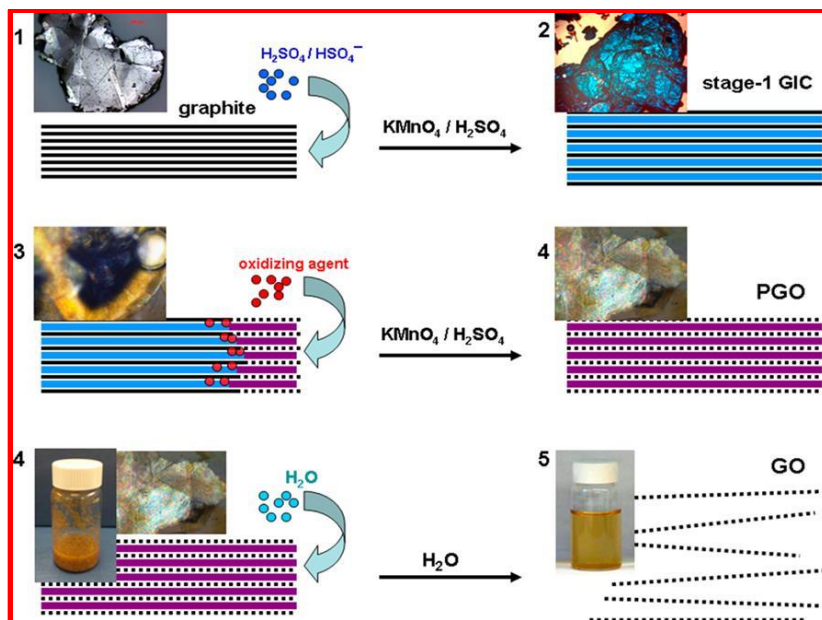 1
H₂SO₄ / HSO₄⁻
graphite
KMnO₄ / H₂SO₄
2
stage-1 GIC
3
oxidizing agent
KMnO₄ / H₂SO₄
4
PGO
4
H₂O
H₂O
5
GO